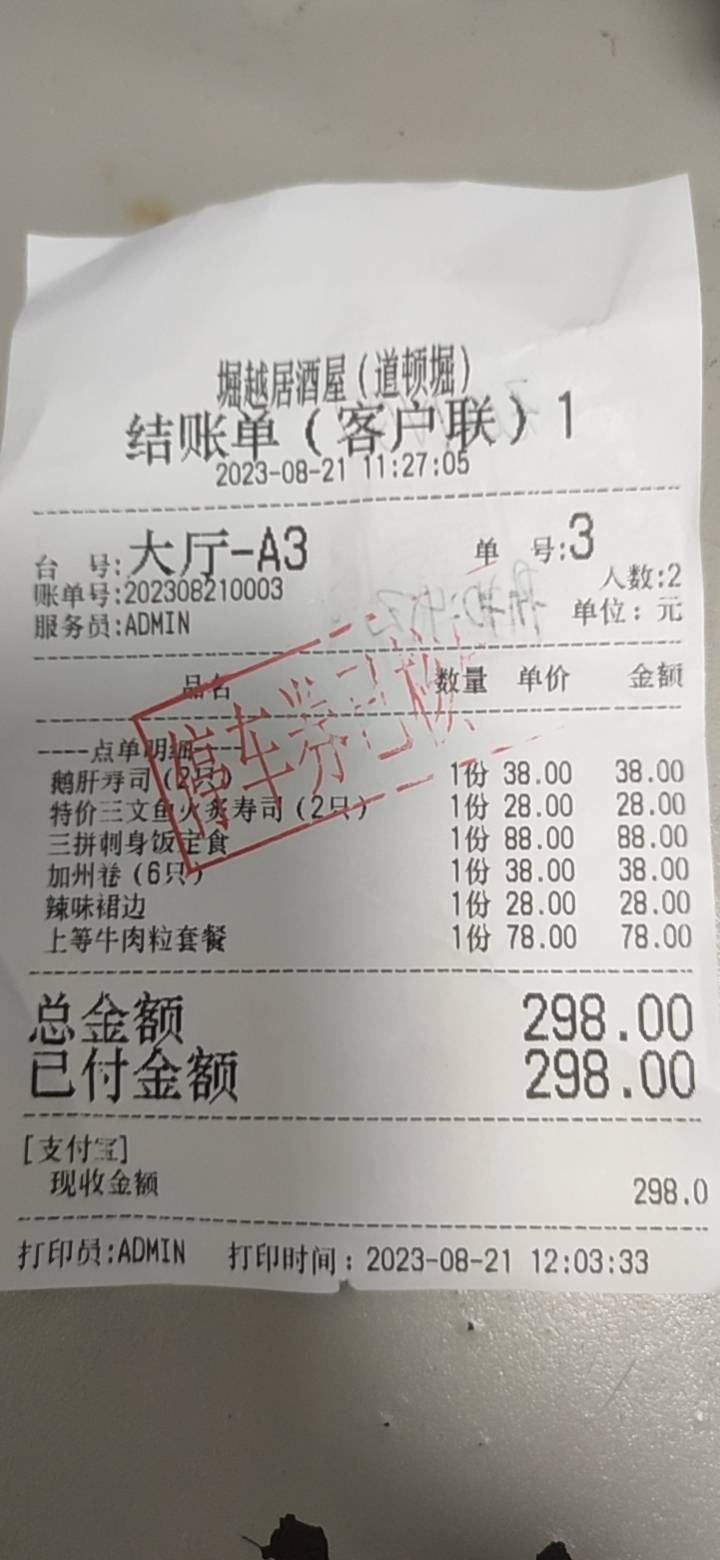 堀越居酒屋（道顿堀）
结账单（客户联）1
2023-08-21 11:27:05
台 号:大厅-A3 单 号:3
账单号:202308210003 人数:2
服务员:ADMIN 单位：元
品名 数量 单价 金额
----点单明细----
鹅肝寿司（2只） 1份 38.00 38.00
特价三文鱼火炙寿司（2只） 1份 28.00 28.00
三拼刺身饭定食 1份 88.00 88.00
加州卷（6只） 1份 38.00 38.00
辣味裙边 1份 28.00 28.00
上等牛肉粒套餐 1份 78.00 78.00
停车券已
总金额 298.00
已付金额 298.00
[支付宝]
现收金额 298.0
打印员:ADMIN 打印时间：2023-08-21 12:03:33